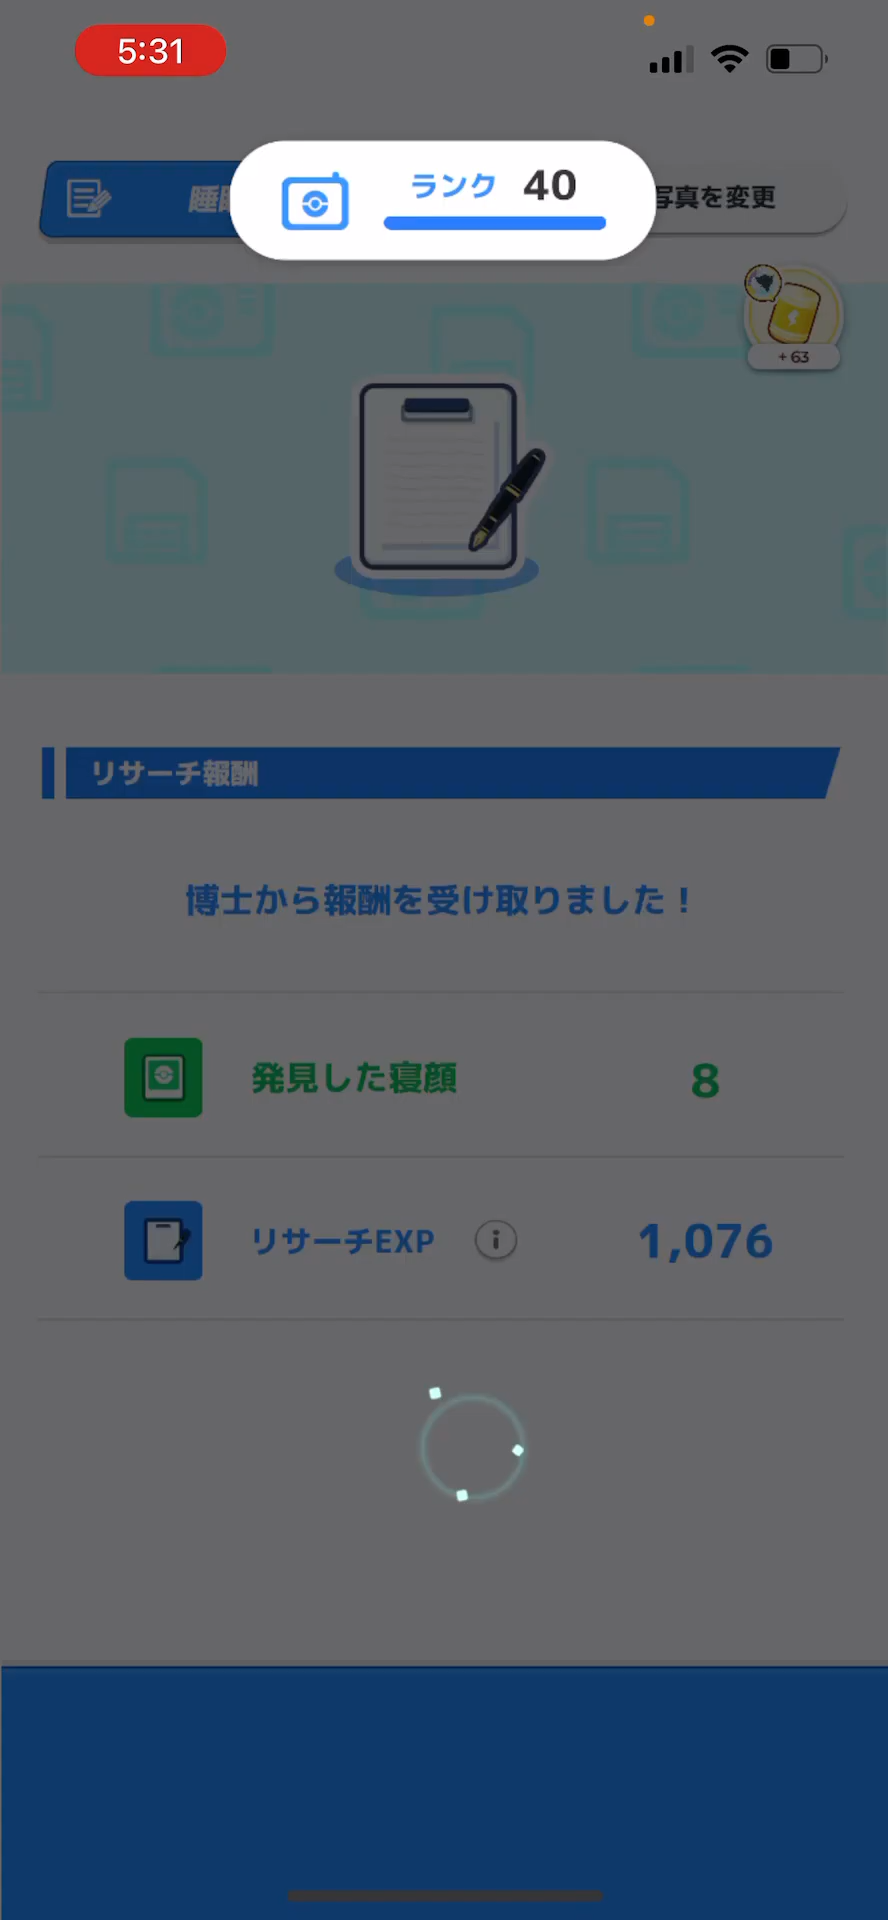 5:31
ランク 40
写真を変更
+63
リサーチ報酬
博士から報酬を受け取りました！
発見した寝顔 8
リサーチEXP 1,076